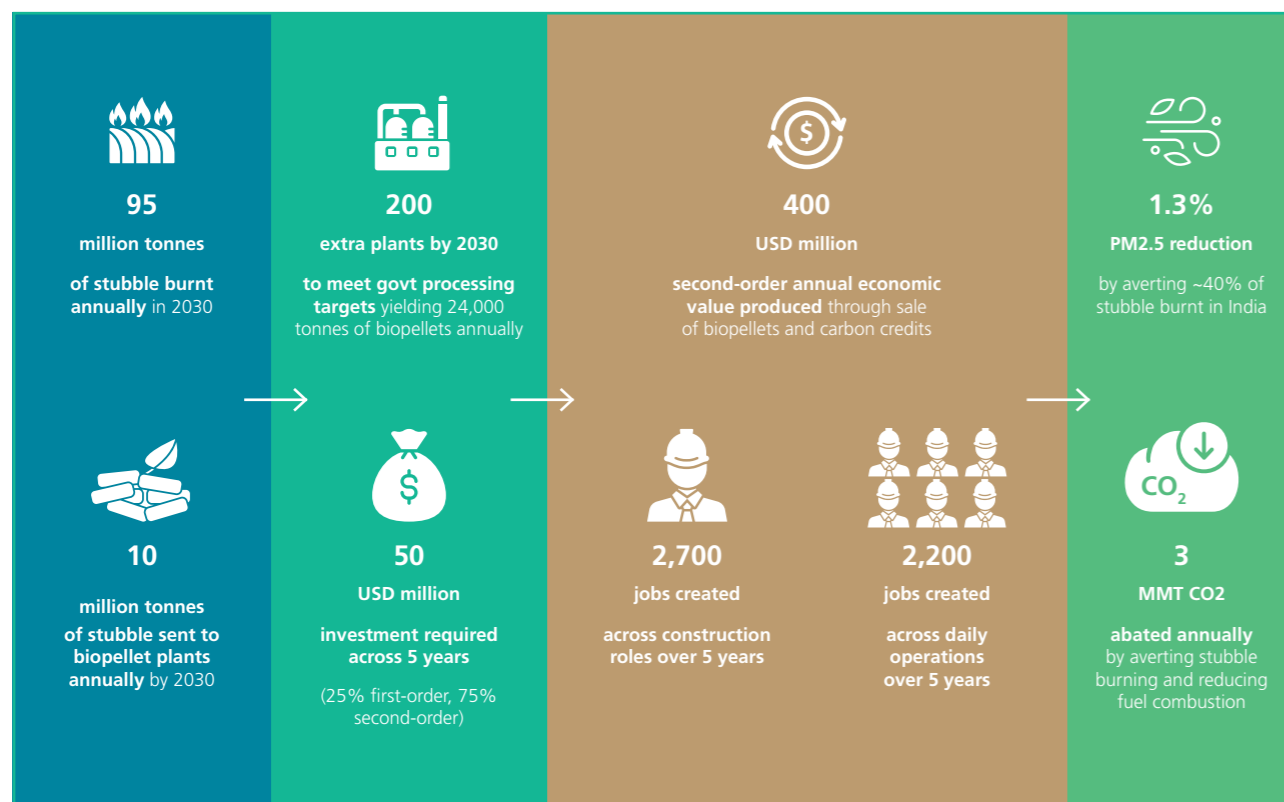 95
million tonnes
of stubble burnt
annually in 2030
10
million tonnes
of stubble sent to
biopellet plants
annually by 2030
200
extra plants by 2030
to meet govt processing
targets yielding 24,000
tonnes of biopellets annually
$
50
USD million
investment required
across 5 years
(25% first-order, 75%
second-order)
$
400
USD million
second-order annual economic
value produced through sale
of biopellets and carbon credits
2,700
jobs created
across construction
roles over 5 years
2,200
jobs created
across daily
operations
over 5 years
1.3%
PM2.5 reduction
by averting ~40% of
stubble burnt in India
CO2
3
MMT CO2
abated annually
by averting stubble
burning and reducing
fuel combustion